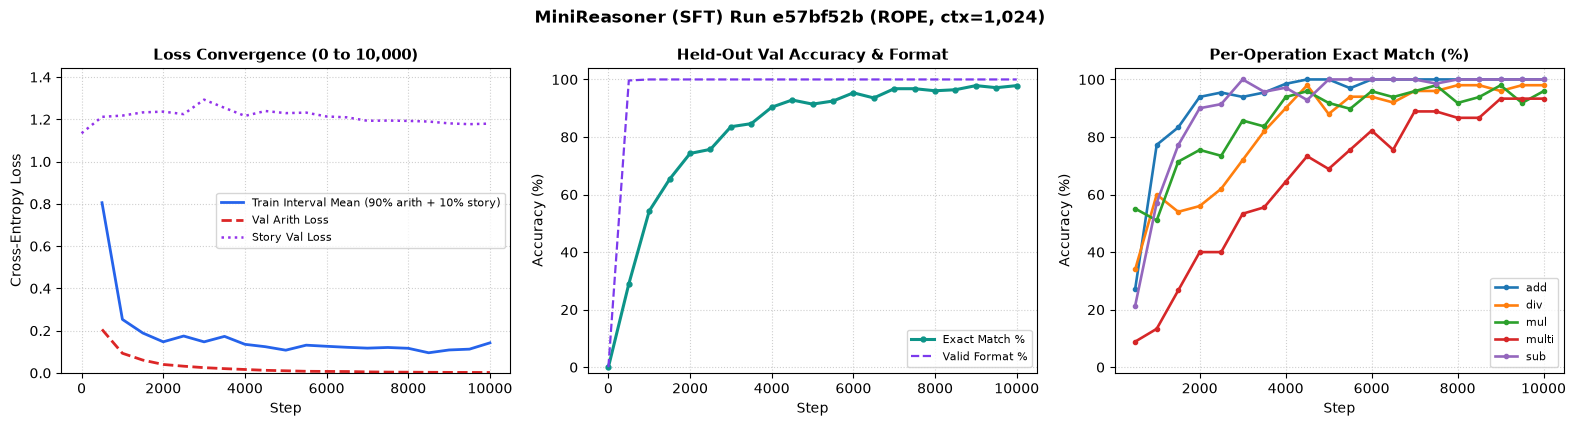 MiniReasoner (SFT) Run e57bf52b (ROPE, ctx=1,024)
Loss Convergence (0 to 10,000)
Cross-Entropy Loss
1.4
1.2
1.0
0.8
0.6
0.4
0.2
0.0
Train Interval Mean (90% arith + 10% story)
Val Arith Loss
Story Val Loss
0 2000 4000 6000 8000 10000
Step
Held-Out Val Accuracy & Format
Accuracy (%)
100
80
60
40
20
0
Exact Match %
Valid Format %
0 2000 4000 6000 8000 10000
Step
Per-Operation Exact Match (%)
Accuracy (%)
100
80
60
40
20
0
add
div
mul
multi
sub
2000 4000 6000 8000 10000
Step